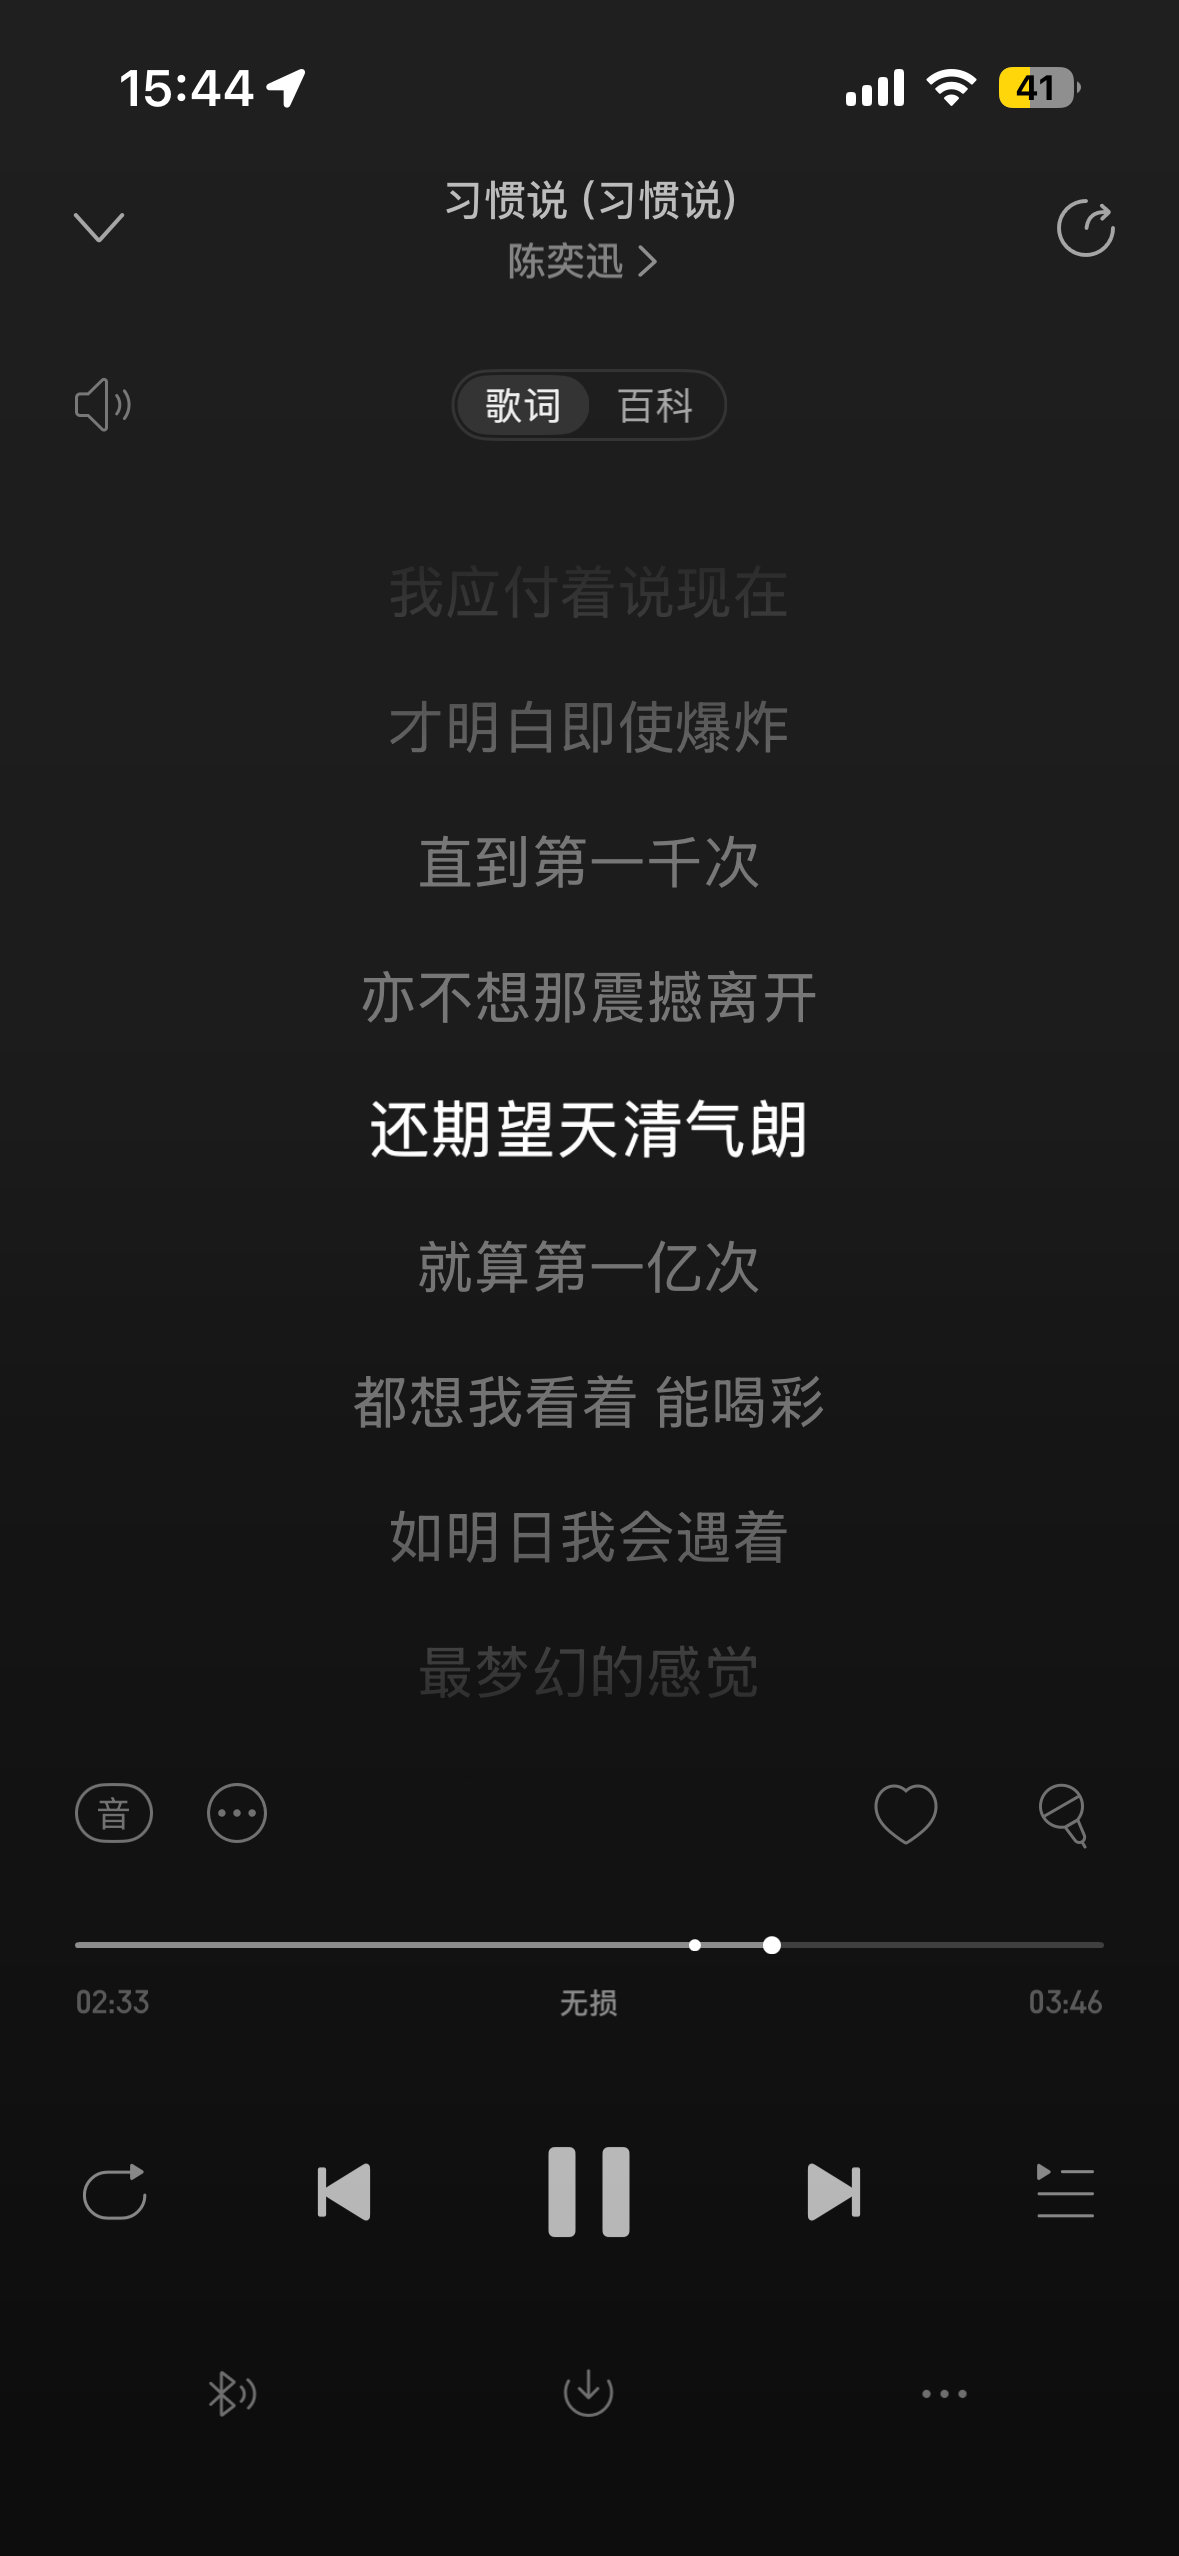 15:44
41
习惯说 (习惯说)
陈奕迅
歌词
百科
我应付着说现在
才明白即使爆炸
直到第一千次
亦不想那震撼离开
还期望天清气朗
就算第一亿次
都想我看着 能喝彩
如明日我会遇着
最梦幻的感觉
音
02:33
无损
03:46